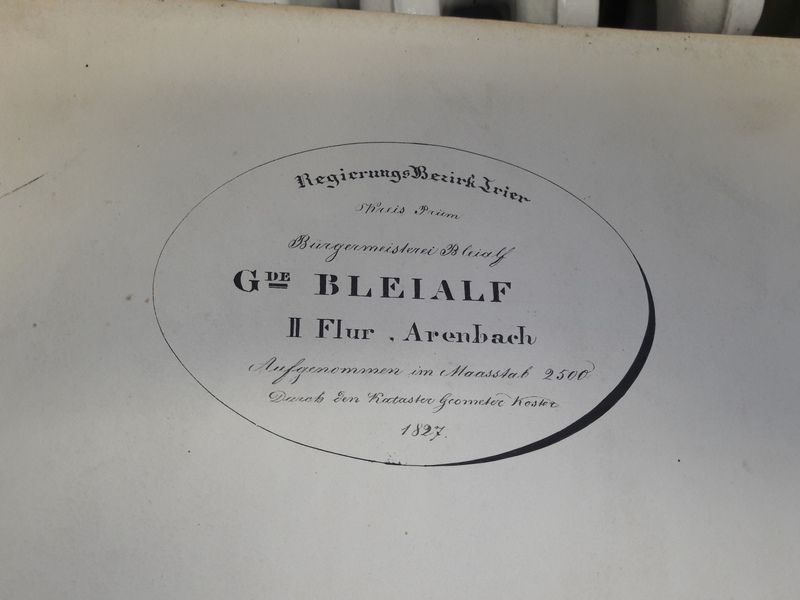 RegierungsBezirk Trier
Kreis Prüm
Bürgermeisterei Bleialf
GDE BLEIALF
II Flur, Arenbach
Aufgenommen im Maasstab 2500
Durch den Kataster Geometer Koster
1827.